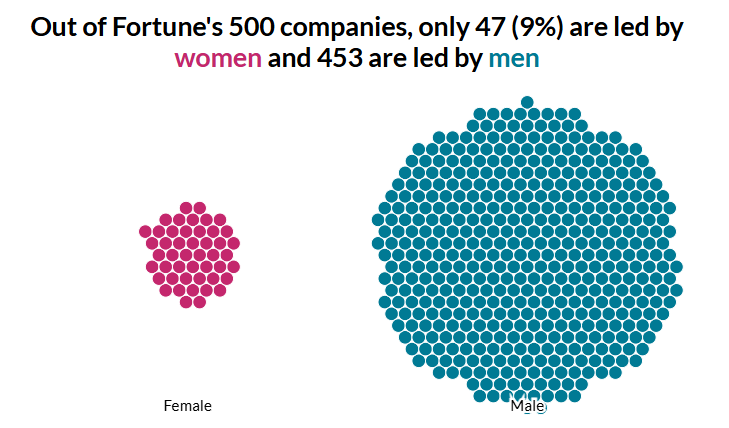 Out of Fortune's 500 companies, only 47 (9%) are led by
women and 453 are led by men
Female
Male